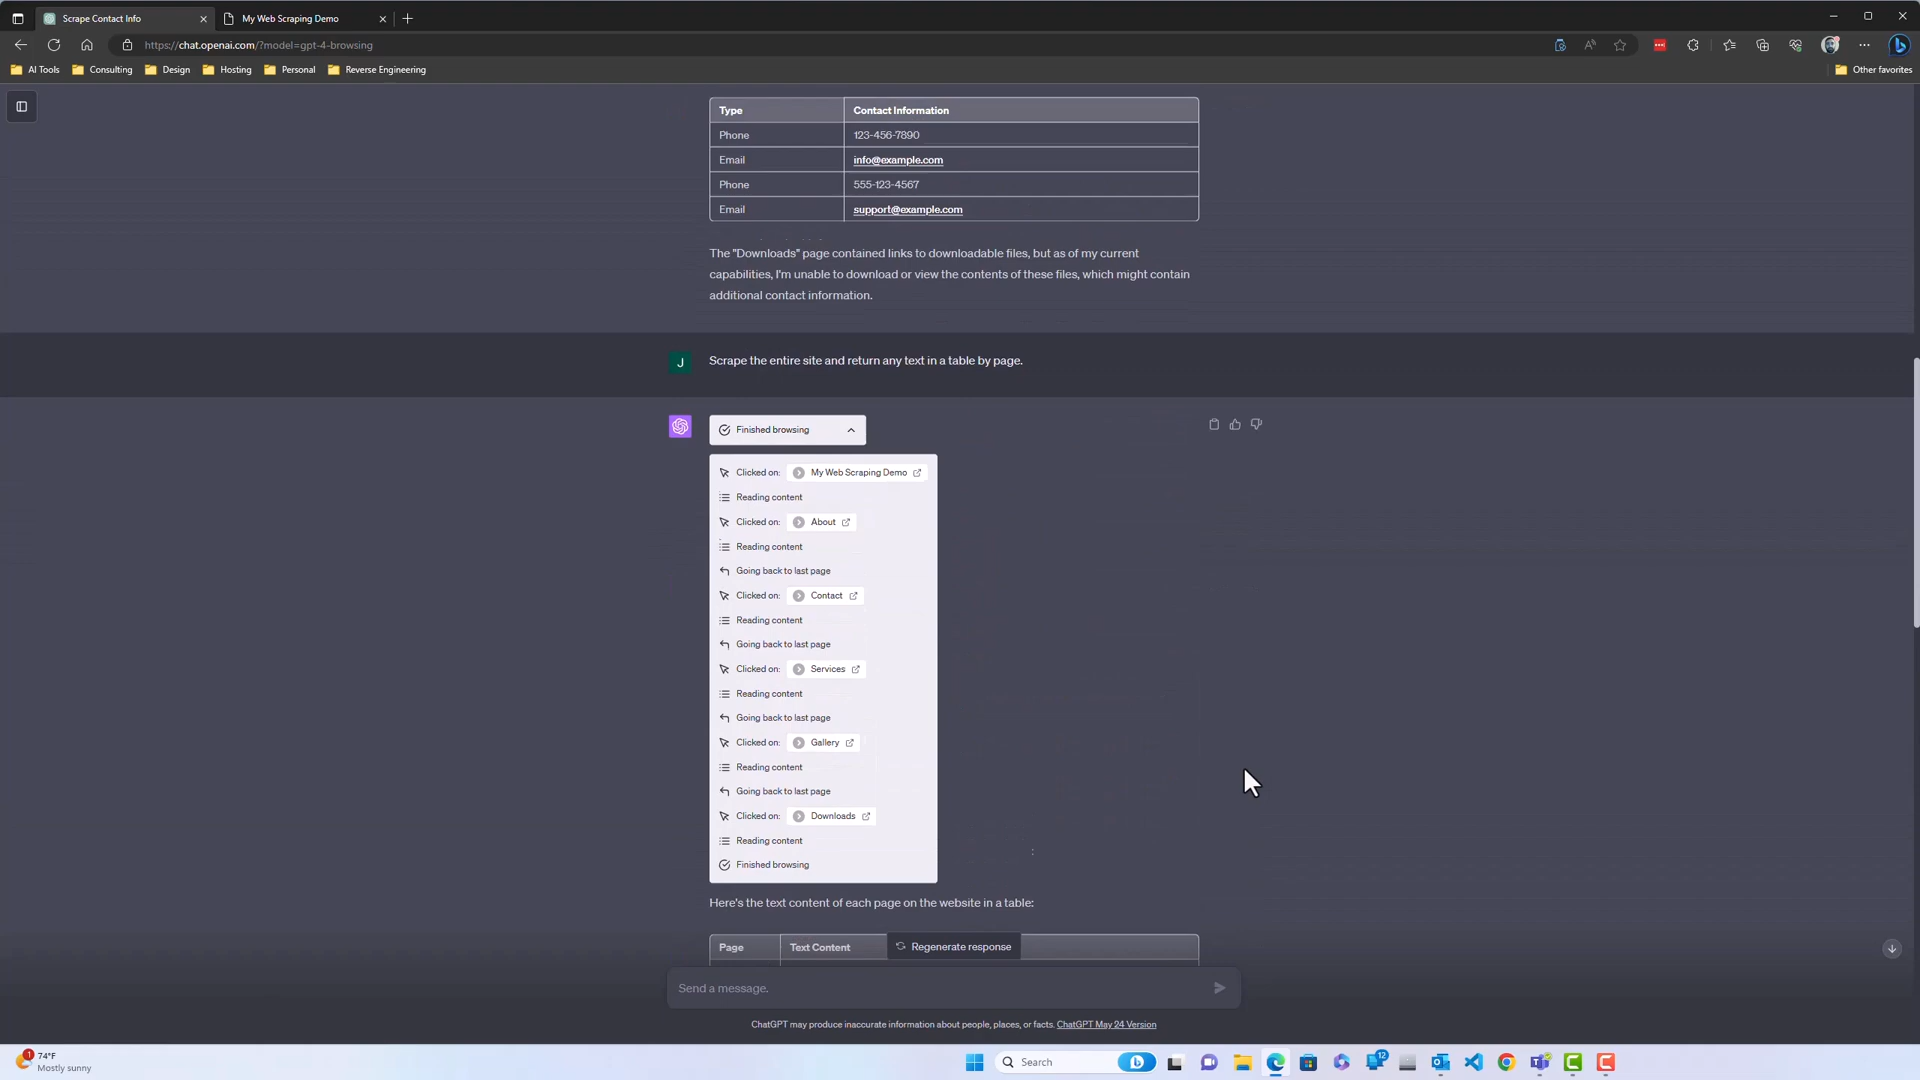 Scrape Contact Info
My Web Scraping Demo
https://chat.openai.com/?model=gpt-4-browsing
AI Tools
Consulting
Design
Hosting
Personal
Reverse Engineering
Other favorites
Type Contact Information
Phone 123-456-7890
Email info@example.com
Phone 555-123-4567
Email support@example.com
The "Downloads" page contained links to downloadable files, but as of my current
capabilities, I'm unable to download or view the contents of these files, which might contain
additional contact information.
J
Scrape the entire site and return any text in a table by page.
Finished browsing
Clicked on: My Web Scraping Demo
Reading content
Clicked on: About
Reading content
Going back to last page
Clicked on: Contact
Reading content
Going back to last page
Clicked on: Services
Reading content
Going back to last page
Clicked on: Gallery
Reading content
Going back to last page
Clicked on: Downloads
Reading content
Finished browsing
Here's the text content of each page on the website in a table:
Page Text Content
Regenerate response
Send a message.
ChatGPT may produce inaccurate information about people, places, or facts. ChatGPT May 24 Version
1
74°F
Mostly sunny
Search
12